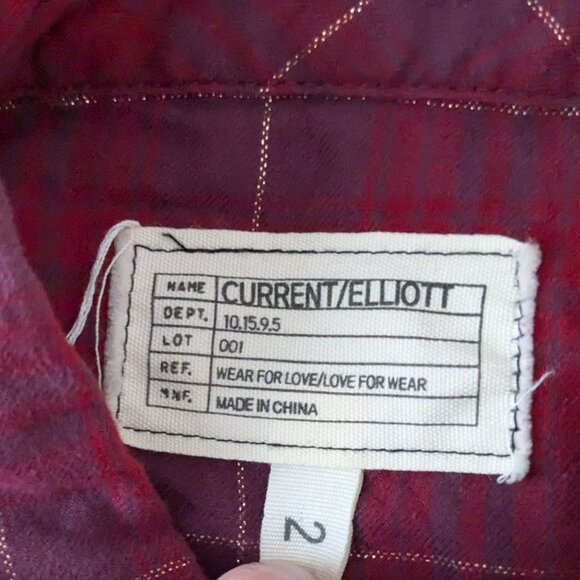 NAME CURRENT/ELLIOTT
DEPT. 10.15.9.5
LOT 001
REF. WEAR FOR LOVE/LOVE FOR WEAR
MNF. MADE IN CHINA
2